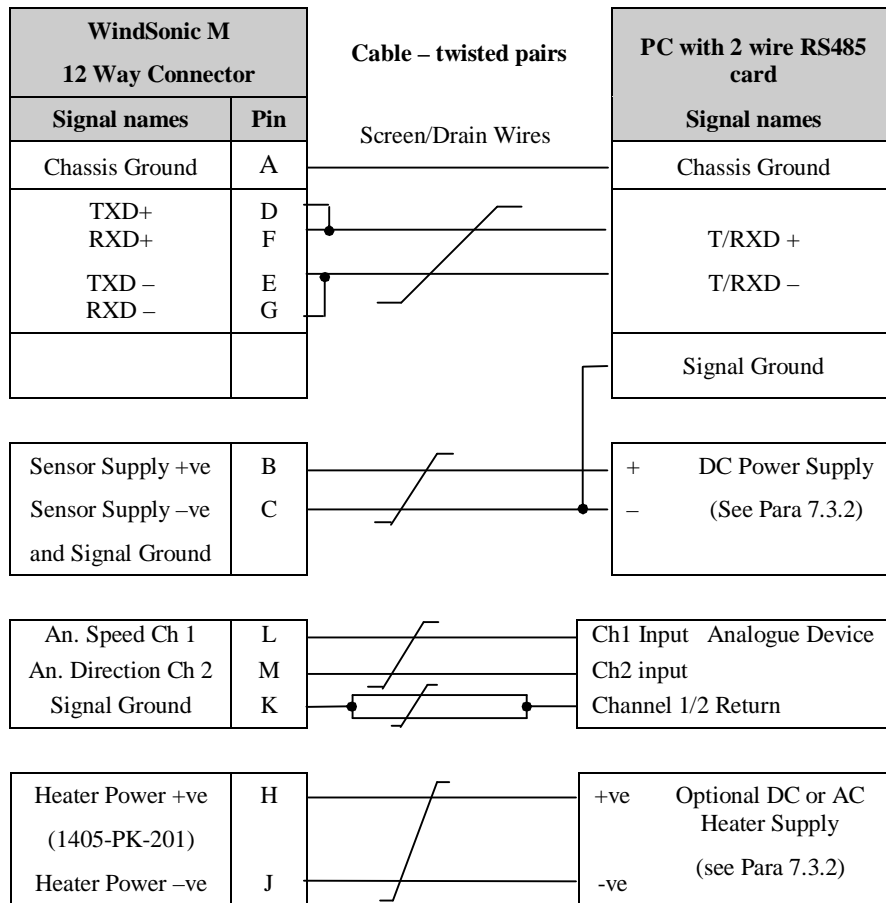 WindSonic M
12 Way Connector
Cable – twisted pairs
PC with 2 wire RS485
card
Signal names Pin
Screen/Drain Wires
Signal names
Chassis Ground A
Chassis Ground
TXD+ D
RXD+ F
T/RXD +
TXD – E
T/RXD –
RXD – G
Signal Ground
Sensor Supply +ve B
+ DC Power Supply
Sensor Supply –ve C
– (See Para 7.3.2)
and Signal Ground
An. Speed Ch 1 L
Ch1 Input Analogue Device
An. Direction Ch 2 M
Ch2 input
Signal Ground K
Channel 1/2 Return
Heater Power +ve H
+ve Optional DC or AC
Heater Supply
(1405-PK-201)
(see Para 7.3.2)
Heater Power –ve J
-ve